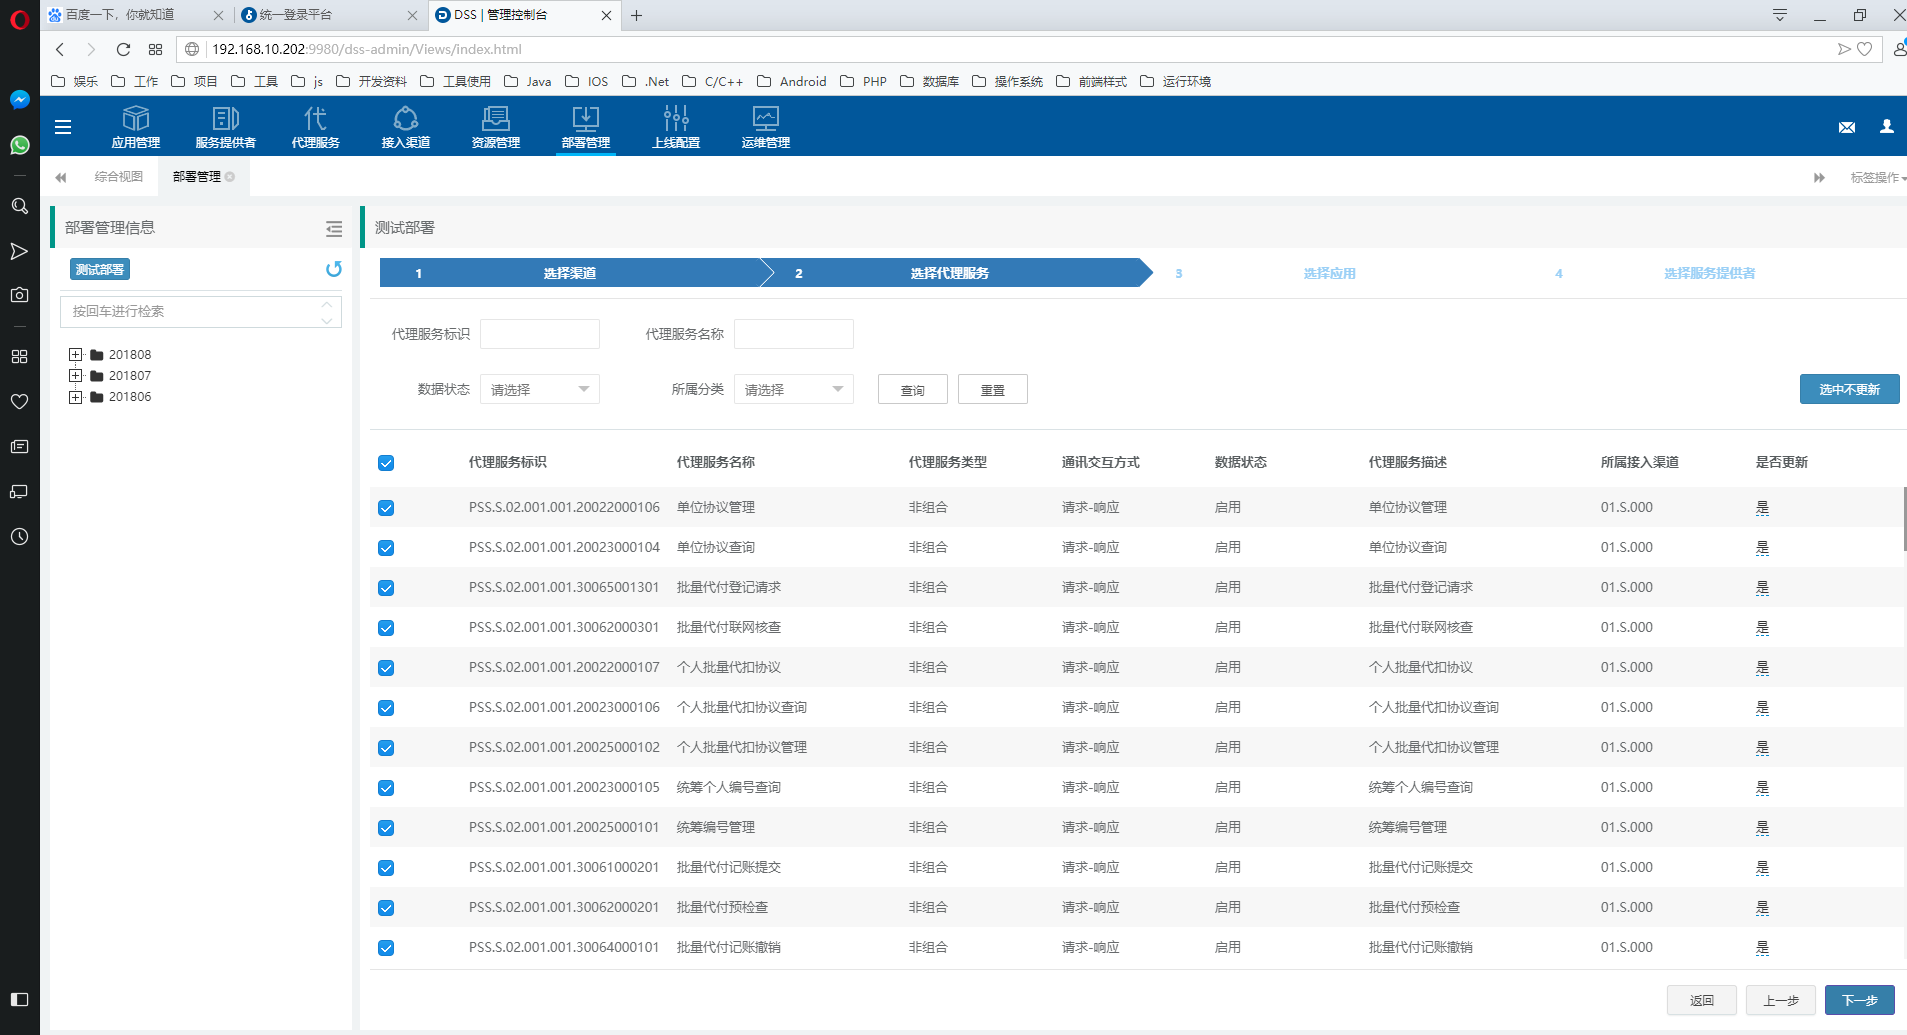 百度一下，你就知道
统一登录平台
DSS | 管理控制台
192.168.10.202:9980/dss-admin/Views/index.html
娱乐 工作 项目 工具 js 开发资料 工具使用 Java IOS .Net C/C++ Android PHP 数据库 操作系统 前端样式 运行环境
应用管理 服务提供者 代理服务 接入渠道 资源管理 部署管理 上线配置 运维管理
综合视图 部署管理 标签操作
部署管理信息
测试部署
按回车进行检索
201808
201807
201806
测试部署
1 选择渠道 2 选择代理服务 3 选择应用 4 选择服务提供者
代理服务标识 代理服务名称
数据状态 请选择 所属分类 请选择 查询 重置 选中不更新
代理服务标识 代理服务名称 代理服务类型 通讯交互方式 数据状态 代理服务描述 所属接入渠道 是否更新
PSS.S.02.001.001.20022000106 单位协议管理 非组合 请求-响应 启用 单位协议管理 01.S.000 是
PSS.S.02.001.001.20023000104 单位协议查询 非组合 请求-响应 启用 单位协议查询 01.S.000 是
PSS.S.02.001.001.30065001301 批量代付登记请求 非组合 请求-响应 启用 批量代付登记请求 01.S.000 是
PSS.S.02.001.001.30062000301 批量代付联网核查 非组合 请求-响应 启用 批量代付联网核查 01.S.000 是
PSS.S.02.001.001.20022000107 个人批量代扣协议 非组合 请求-响应 启用 个人批量代扣协议 01.S.000 是
PSS.S.02.001.001.20023000106 个人批量代扣协议查询 非组合 请求-响应 启用 个人批量代扣协议查询 01.S.000 是
PSS.S.02.001.001.20025000102 个人批量代扣协议管理 非组合 请求-响应 启用 个人批量代扣协议管理 01.S.000 是
PSS.S.02.001.001.20023000105 统筹个人编号查询 非组合 请求-响应 启用 统筹个人编号查询 01.S.000 是
PSS.S.02.001.001.20025000101 统筹编号管理 非组合 请求-响应 启用 统筹编号管理 01.S.000 是
PSS.S.02.001.001.30061000201 批量代付记账提交 非组合 请求-响应 启用 批量代付记账提交 01.S.000 是
PSS.S.02.001.001.30062000201 批量代付预检查 非组合 请求-响应 启用 批量代付预检查 01.S.000 是
PSS.S.02.001.001.30064000101 批量代付记账撤销 非组合 请求-响应 启用 批量代付记账撤销 01.S.000 是
返回 上一步 下一步